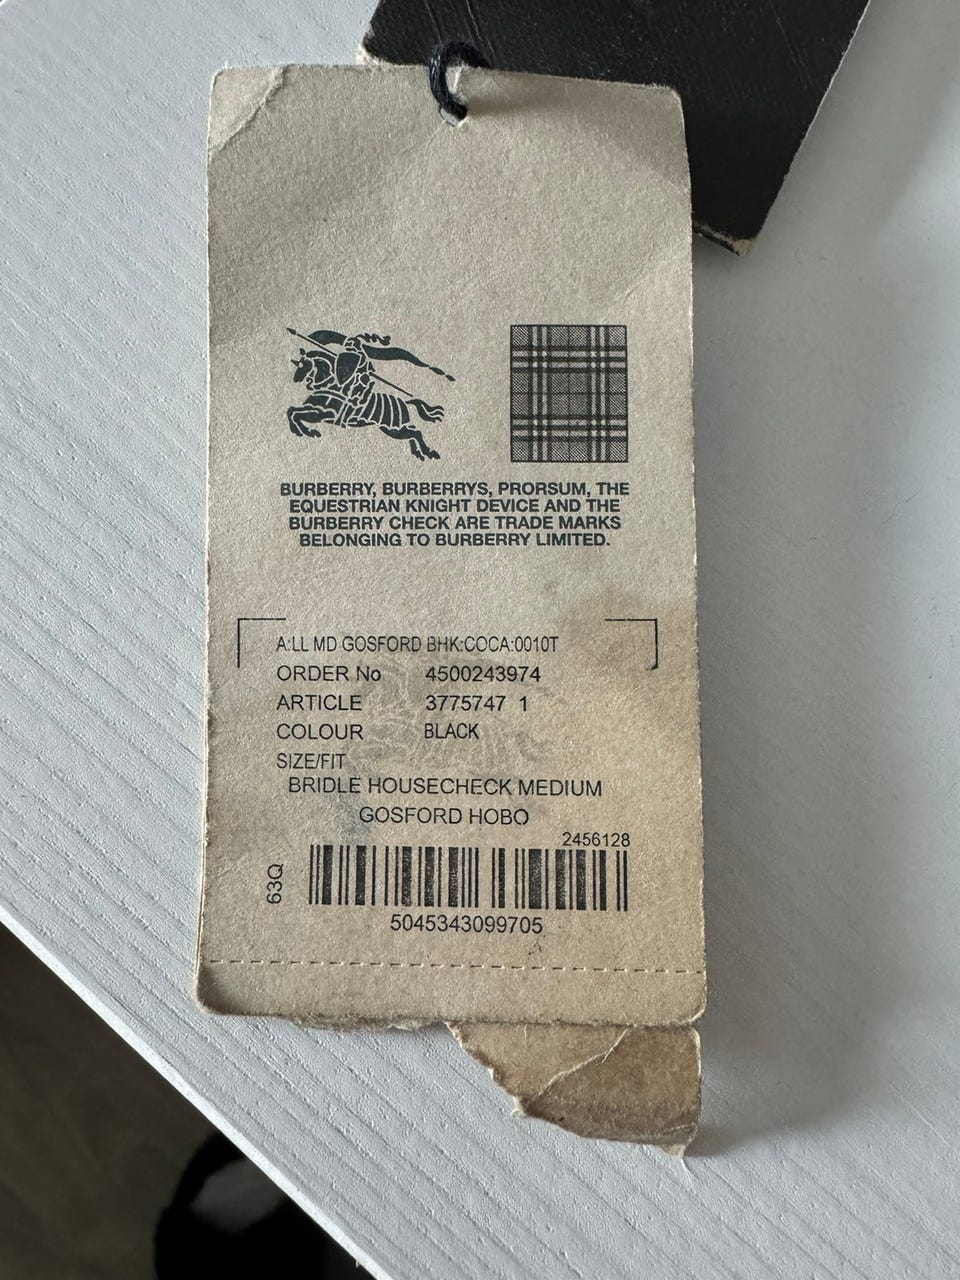 BURBERRY, BURBERRYS, PRORSUM, THE
EQUESTRIAN KNIGHT DEVICE AND THE
BURBERRY CHECK ARE TRADE MARKS
BELONGING TO BURBERRY LIMITED.
A:LL MD GOSFORD BHK:COCA:0010T
ORDER No 4500243974
ARTICLE 3775747 1
COLOUR BLACK
SIZE/FIT
BRIDLE HOUSECHECK MEDIUM
GOSFORD HOBO
2456128
63Q
5045343099705